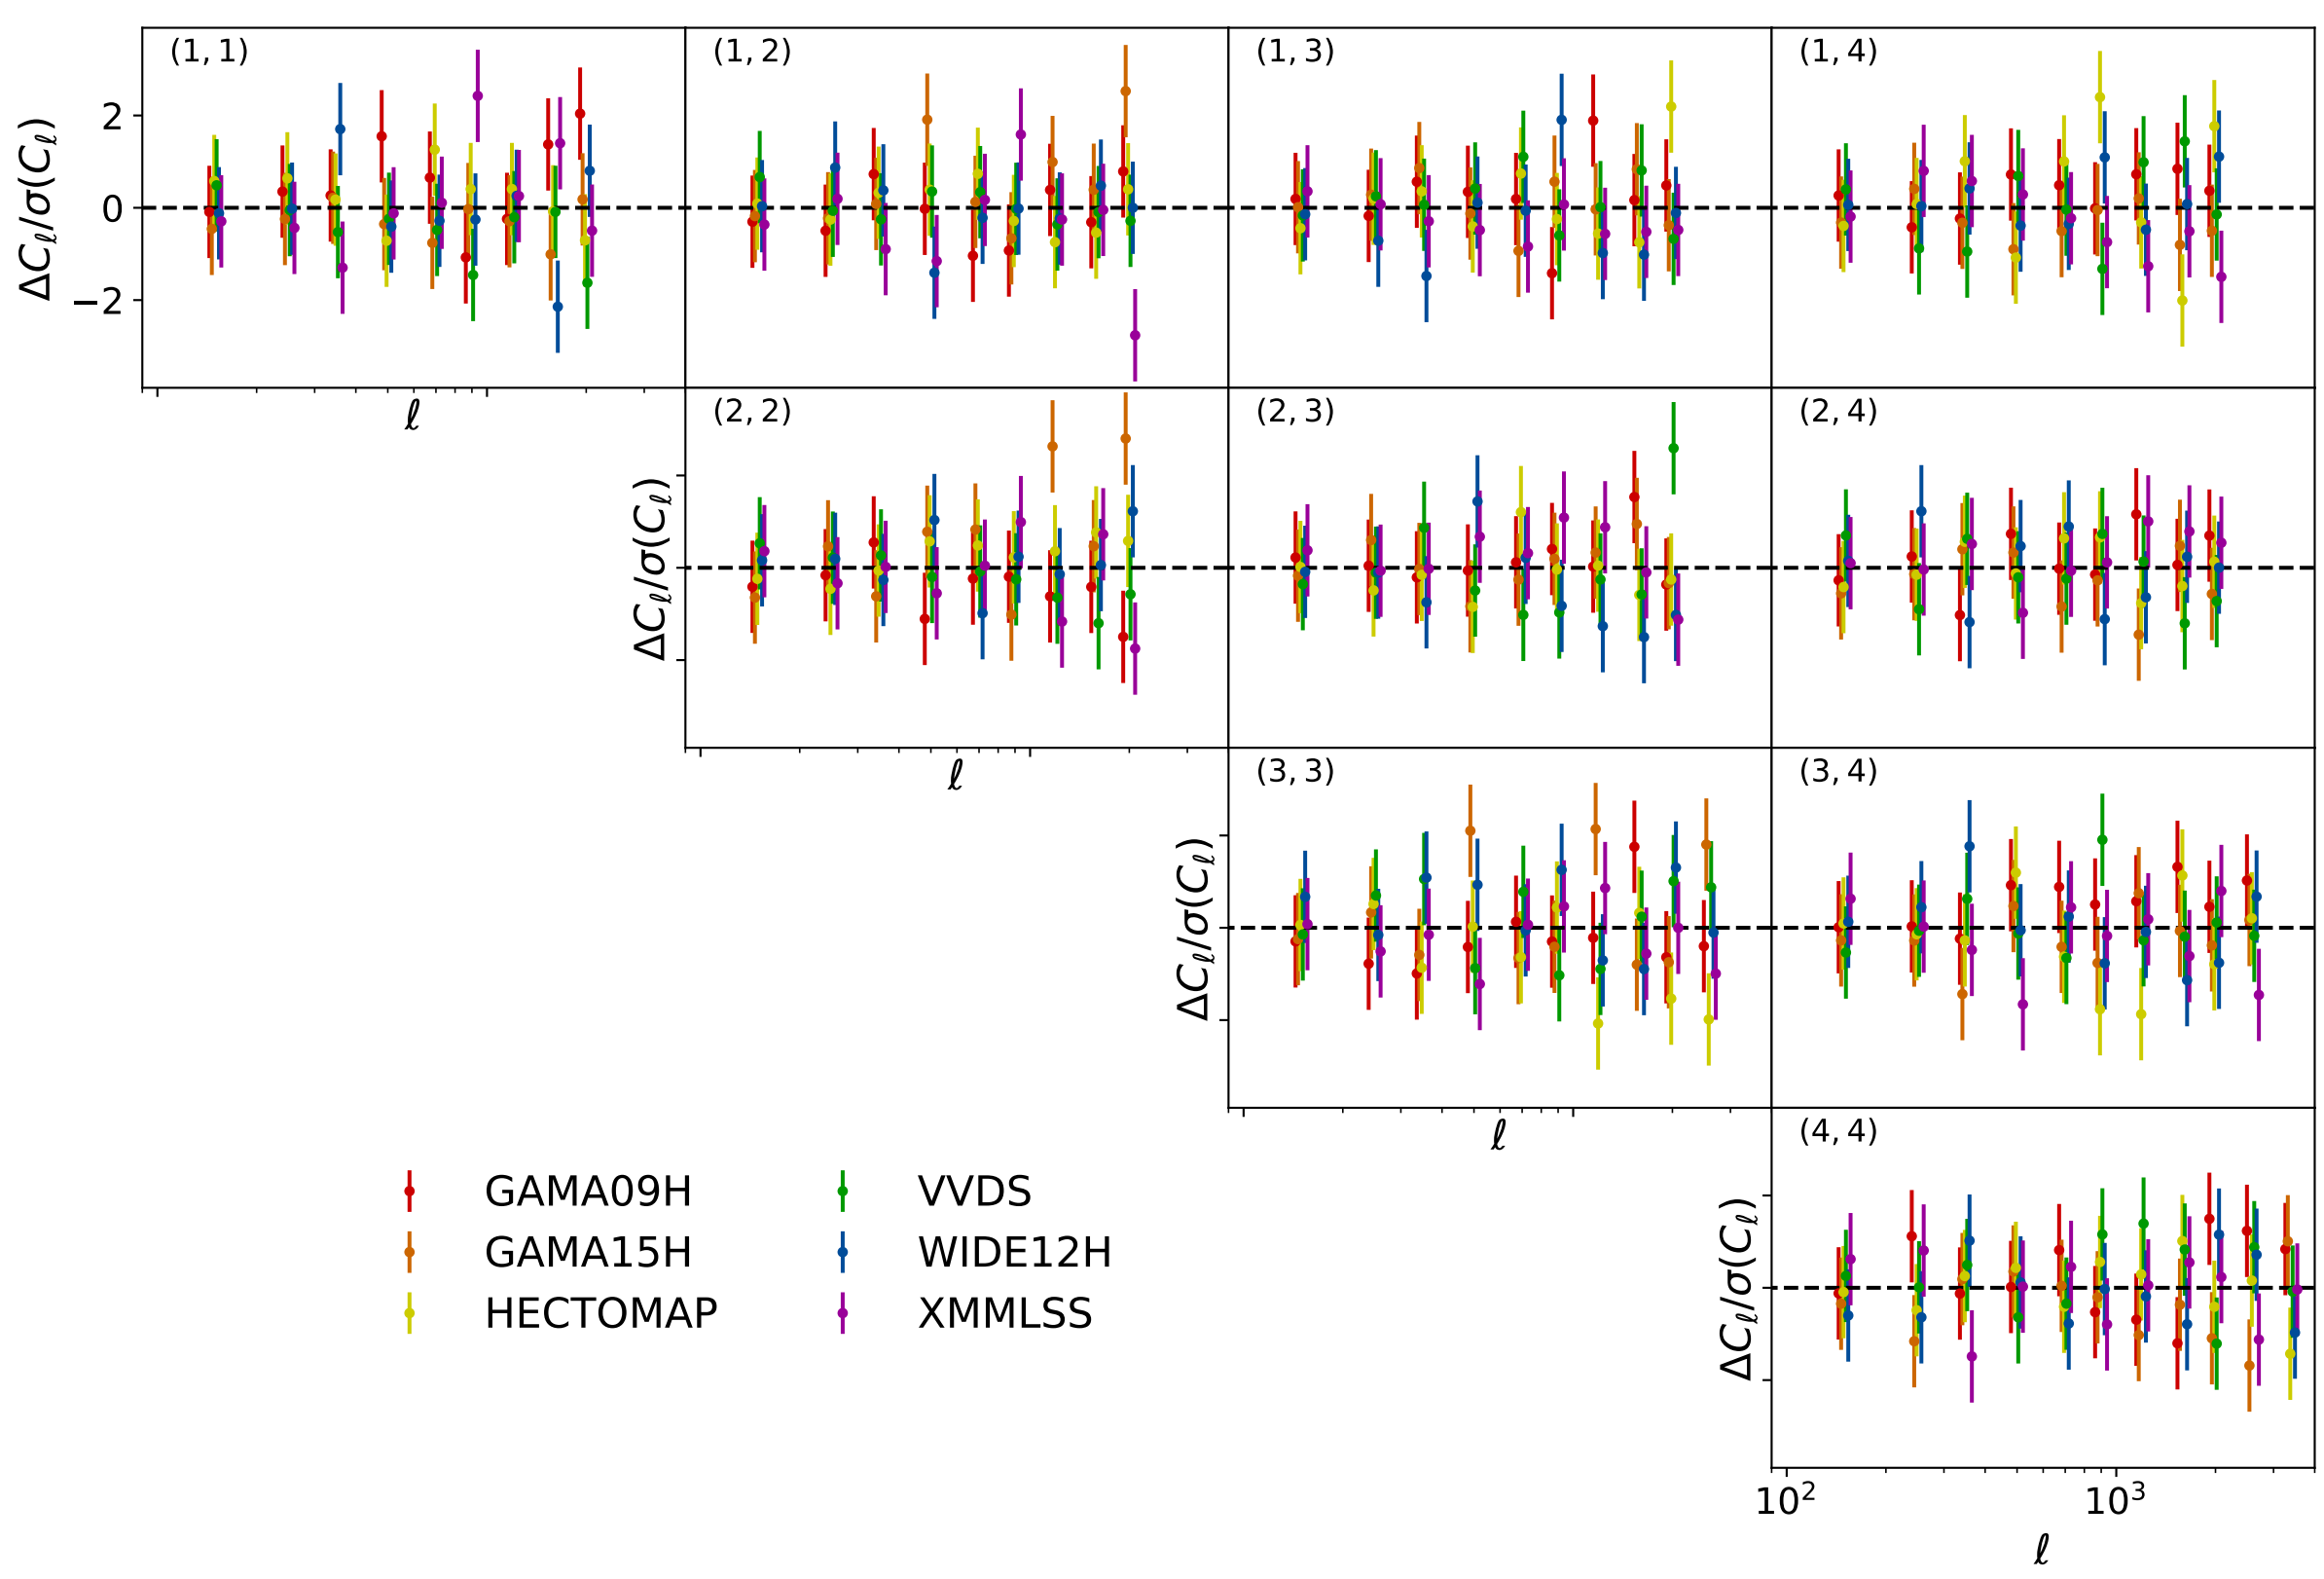 (1, 1) (1, 2) (1, 3) (1, 4)
ΔCℓ/σ(Cℓ)
2
0
−2
ℓ
(2, 2) (2, 3) (2, 4)
ΔCℓ/σ(Cℓ)
ℓ
(3, 3) (3, 4)
ΔCℓ/σ(Cℓ)
ℓ
(4, 4)
ΔCℓ/σ(Cℓ)
10² 10³
ℓ
GAMA09H
GAMA15H
HECTOMAP
VVDS
WIDE12H
XMMLSS